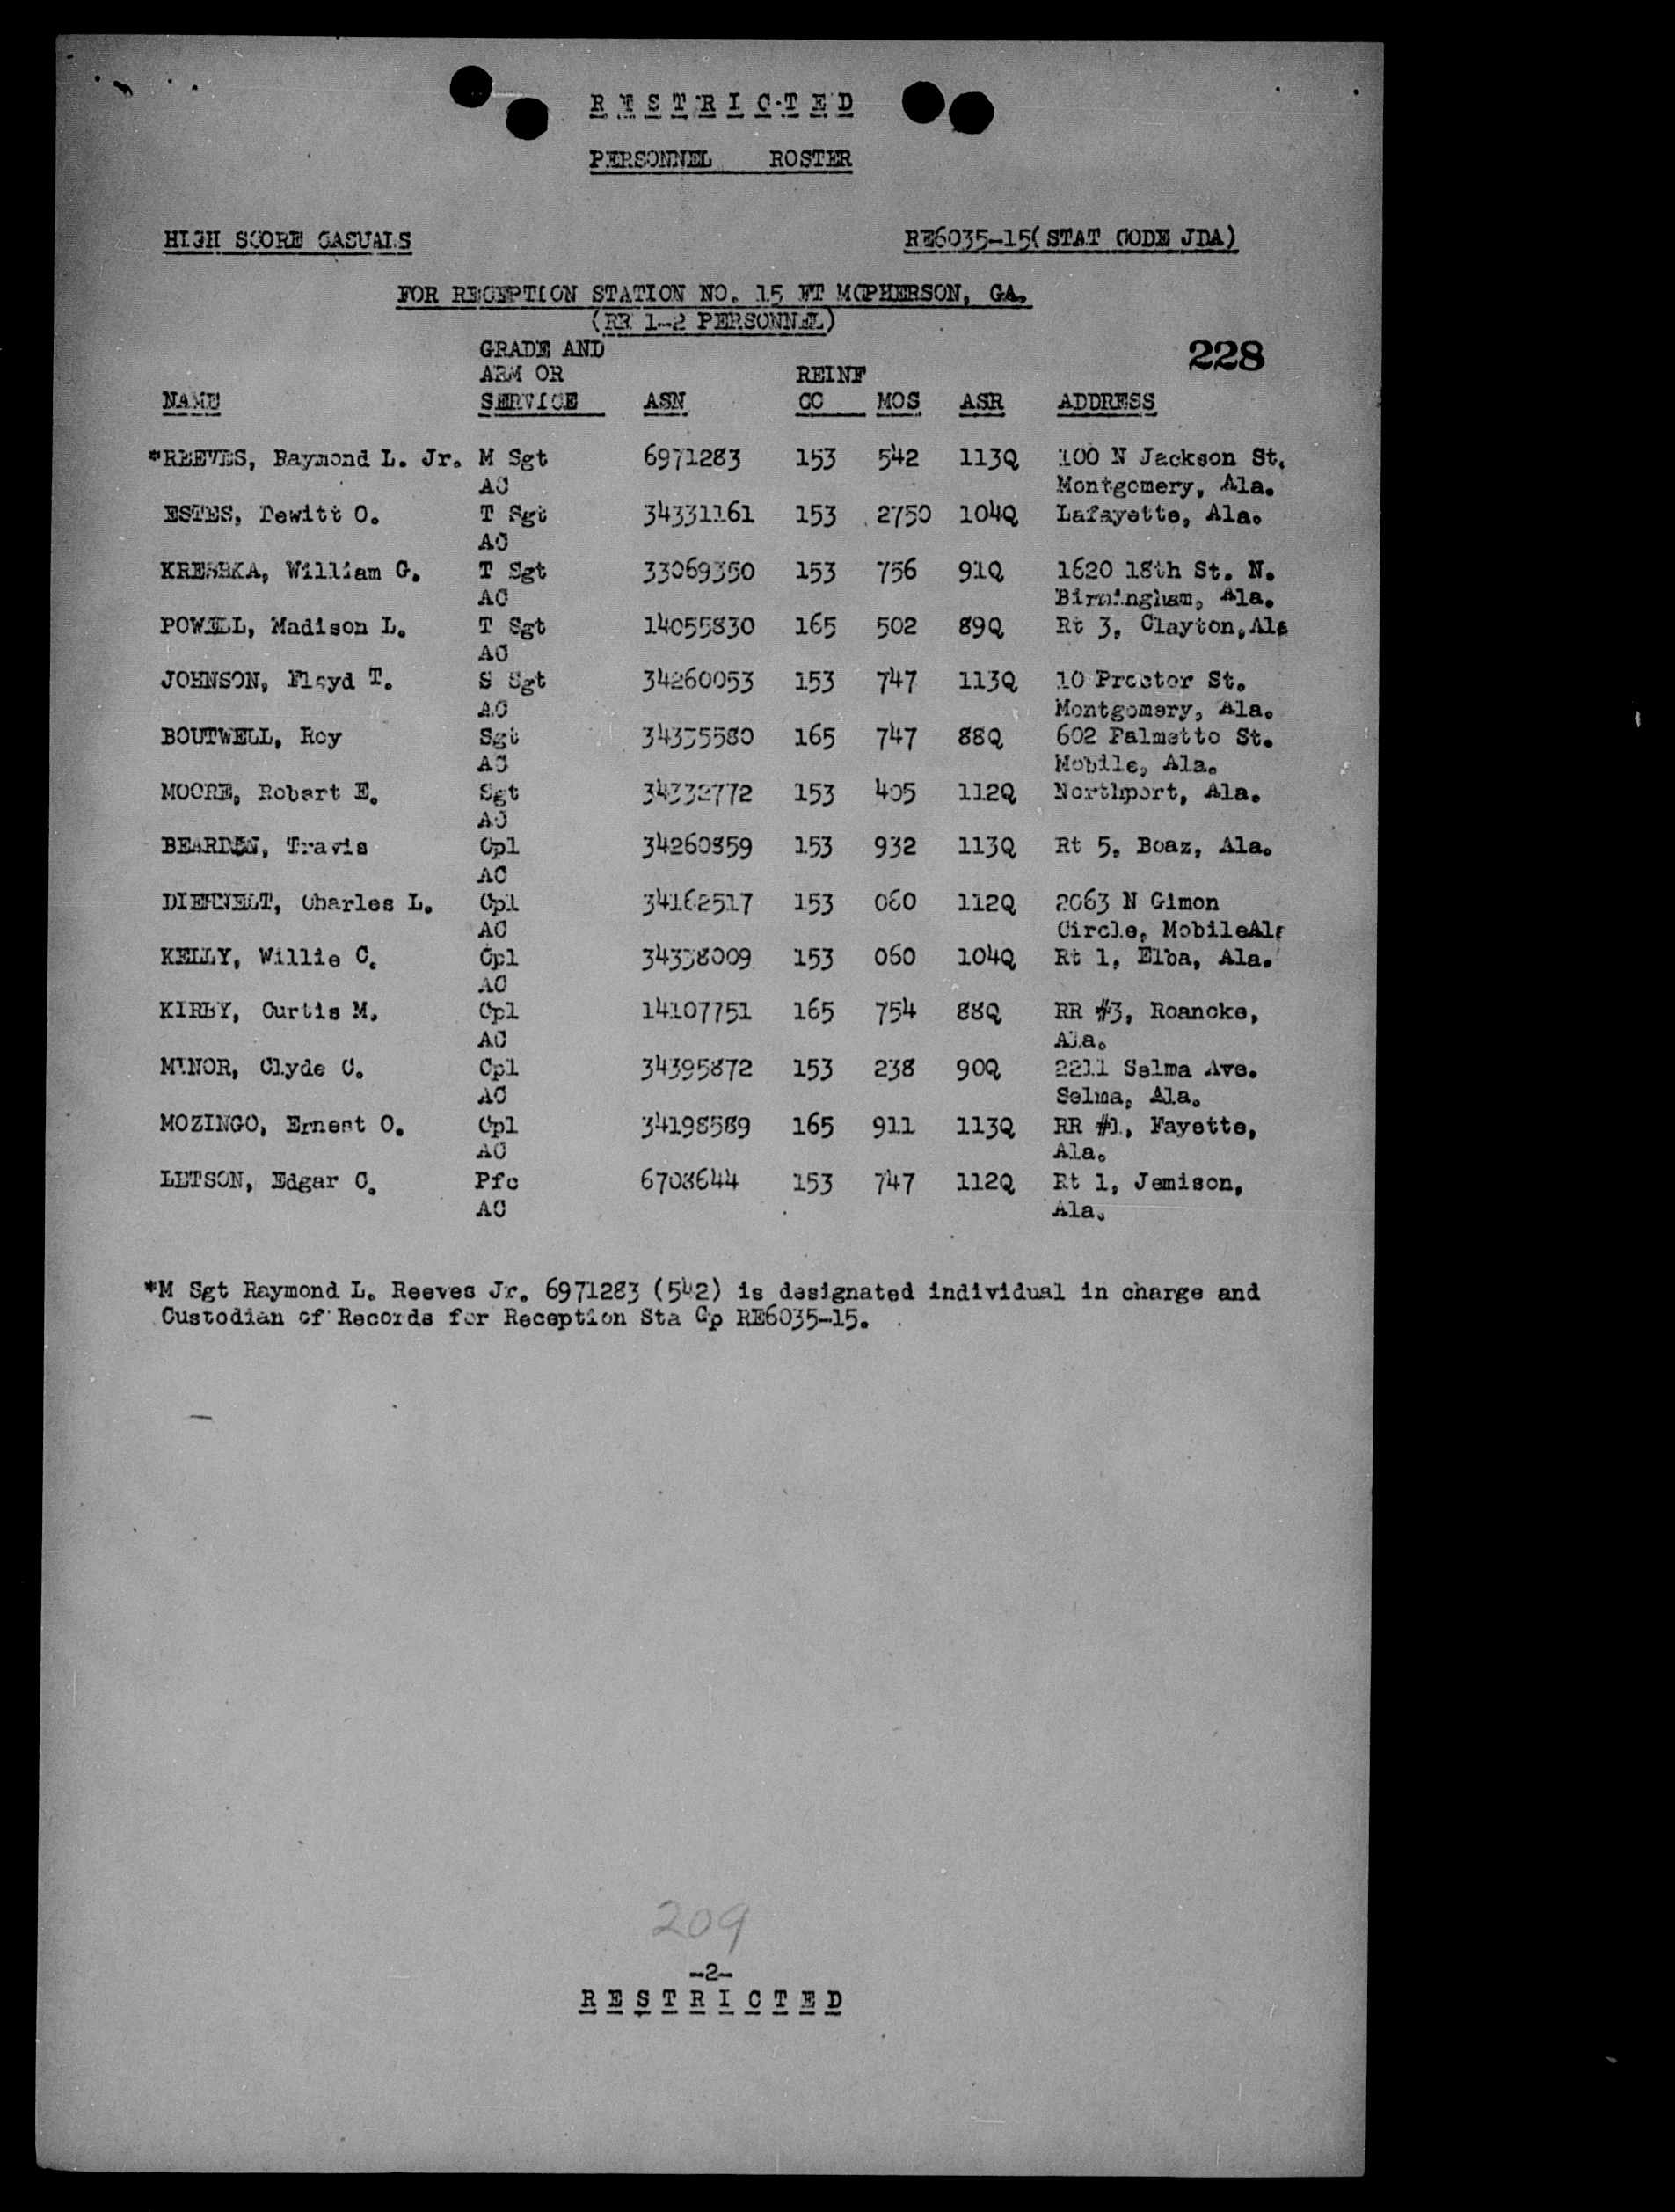 R E S T R I C T E D
PERSONNEL ROSTER
HIGH SCORE CASUALS RE6035-15(STAT CODE JDA)
FOR RECEPTION STATION NO. 15 FT MCPHERSON, GA.
(RR 1-2 PERSONNEL)
228
GRADE AND
ARM OR REINF
NAME SERVICE ASN CC MOS ASR ADDRESS
*REEVES, Raymond L. Jr. M Sgt 6971283 153 542 113Q 100 N Jackson St.
AC Montgomery, Ala.
ESTES, Dewitt O. T Sgt 34331161 153 2750 104Q Lafayette, Ala.
AC
William G. T Sgt 33069350 153 756 91Q 1620 18th St. N.
AC Birmingham, Ala.
POWELL, Madison L. T Sgt 14055830 165 502 89Q Rt 3, Clayton,Ala
AC
JOHNSON, Floyd T. S Sgt 34260053 153 747 113Q 10 Proctor St.
AC Montgomery, Ala.
BOUTWELL, Roy Sgt 165 747 88Q 602 Palmetto St.
AC Mobile, Ala.
MOORE, Robert E. Sgt 34332772 153 405 112Q Northport, Ala.
AC
BEARDEN, Travis Cpl 34260859 153 932 113Q Rt 5, Boaz, Ala.
AC
Charles L. Cpl 34162517 153 060 112Q 2063 N Gimon
AC Circle, MobileAla
KELLY, Willie C. Cpl 34338009 153 060 104Q Rt 1, Elba, Ala.
AC
KIRBY, Curtis M. Cpl 14107751 165 754 88Q RR #3, Roanoke,
AC Ala.
MINOR, Clyde C. Cpl 34395872 153 238 90Q 2211 Selma Ave.
AC Selma, Ala.
MOZINGO, Ernest O. Cpl 34198589 165 911 113Q RR #1, Fayette,
AC Ala.
LETSON, Edgar C. Pfc 6708644 153 747 112Q Rt 1, Jemison,
AC Ala.
*M Sgt Raymond L. Reeves Jr. 6971283 (542) is designated individual in charge and
Custodian of Records for Reception Sta Gp RE6035-15.
209
-2-
R E S T R I C T E D